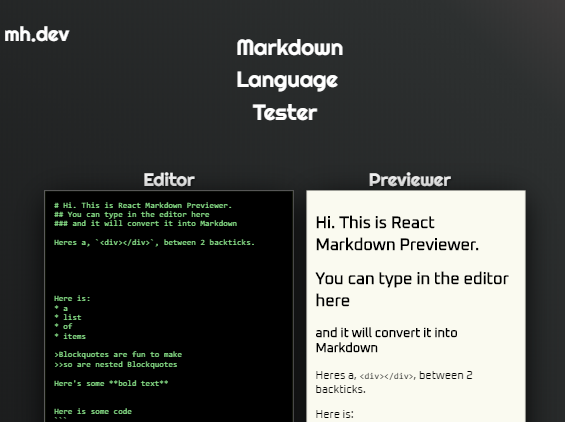 mh.dev
Markdown
Language
Tester
Editor
# Hi. This is React Markdown Previewer.
## You can type in the editor here
### and it will convert it into Markdown
Heres a, `<div></div>`, between 2 backticks.
Here is:
* a
* list
* of
* items
>Blockquotes are fun to make
>>so are nested Blockquotes
Here's some **bold text**
Here is some code
```
Previewer
Hi. This is React
Markdown Previewer.
You can type in the editor
here
and it will convert it into
Markdown
Heres a, <div></div>, between 2
backticks.
Here is: